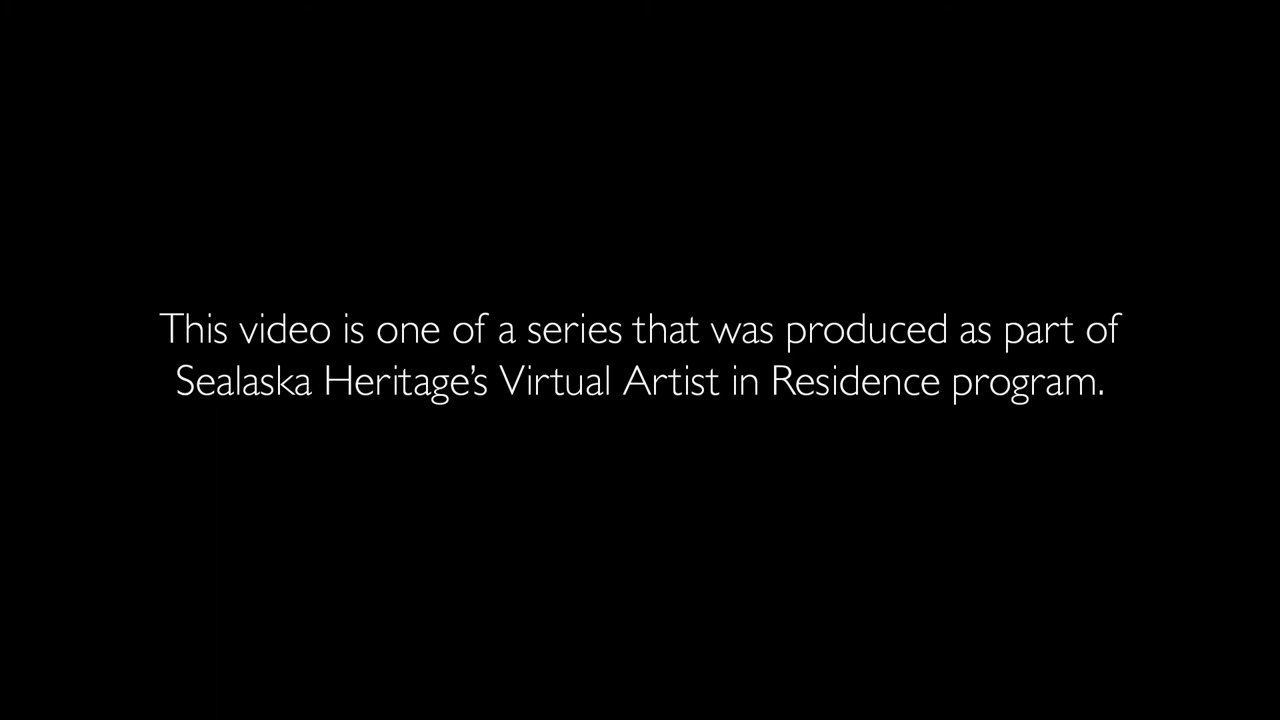 This video is one of a series that was produced as part of
Sealaska Heritage’s Virtual Artist in Residence program.